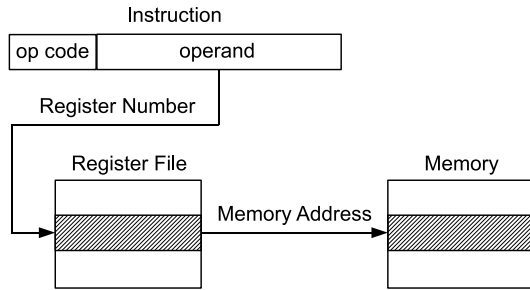 Instruction
op code operand
Register Number
Register File Memory
Memory Address